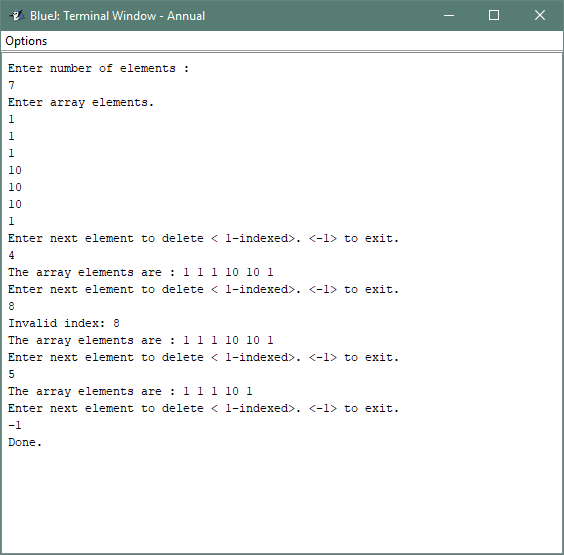 BlueJ: Terminal Window - Annual
Options
Enter number of elements :
7
Enter array elements.
1
1
1
10
10
10
1
Enter next element to delete < 1-indexed>. <-1> to exit.
4
The array elements are : 1 1 1 10 10 1
Enter next element to delete < 1-indexed>. <-1> to exit.
8
Invalid index: 8
The array elements are : 1 1 1 10 10 1
Enter next element to delete < 1-indexed>. <-1> to exit.
5
The array elements are : 1 1 1 10 1
Enter next element to delete < 1-indexed>. <-1> to exit.
-1
Done.